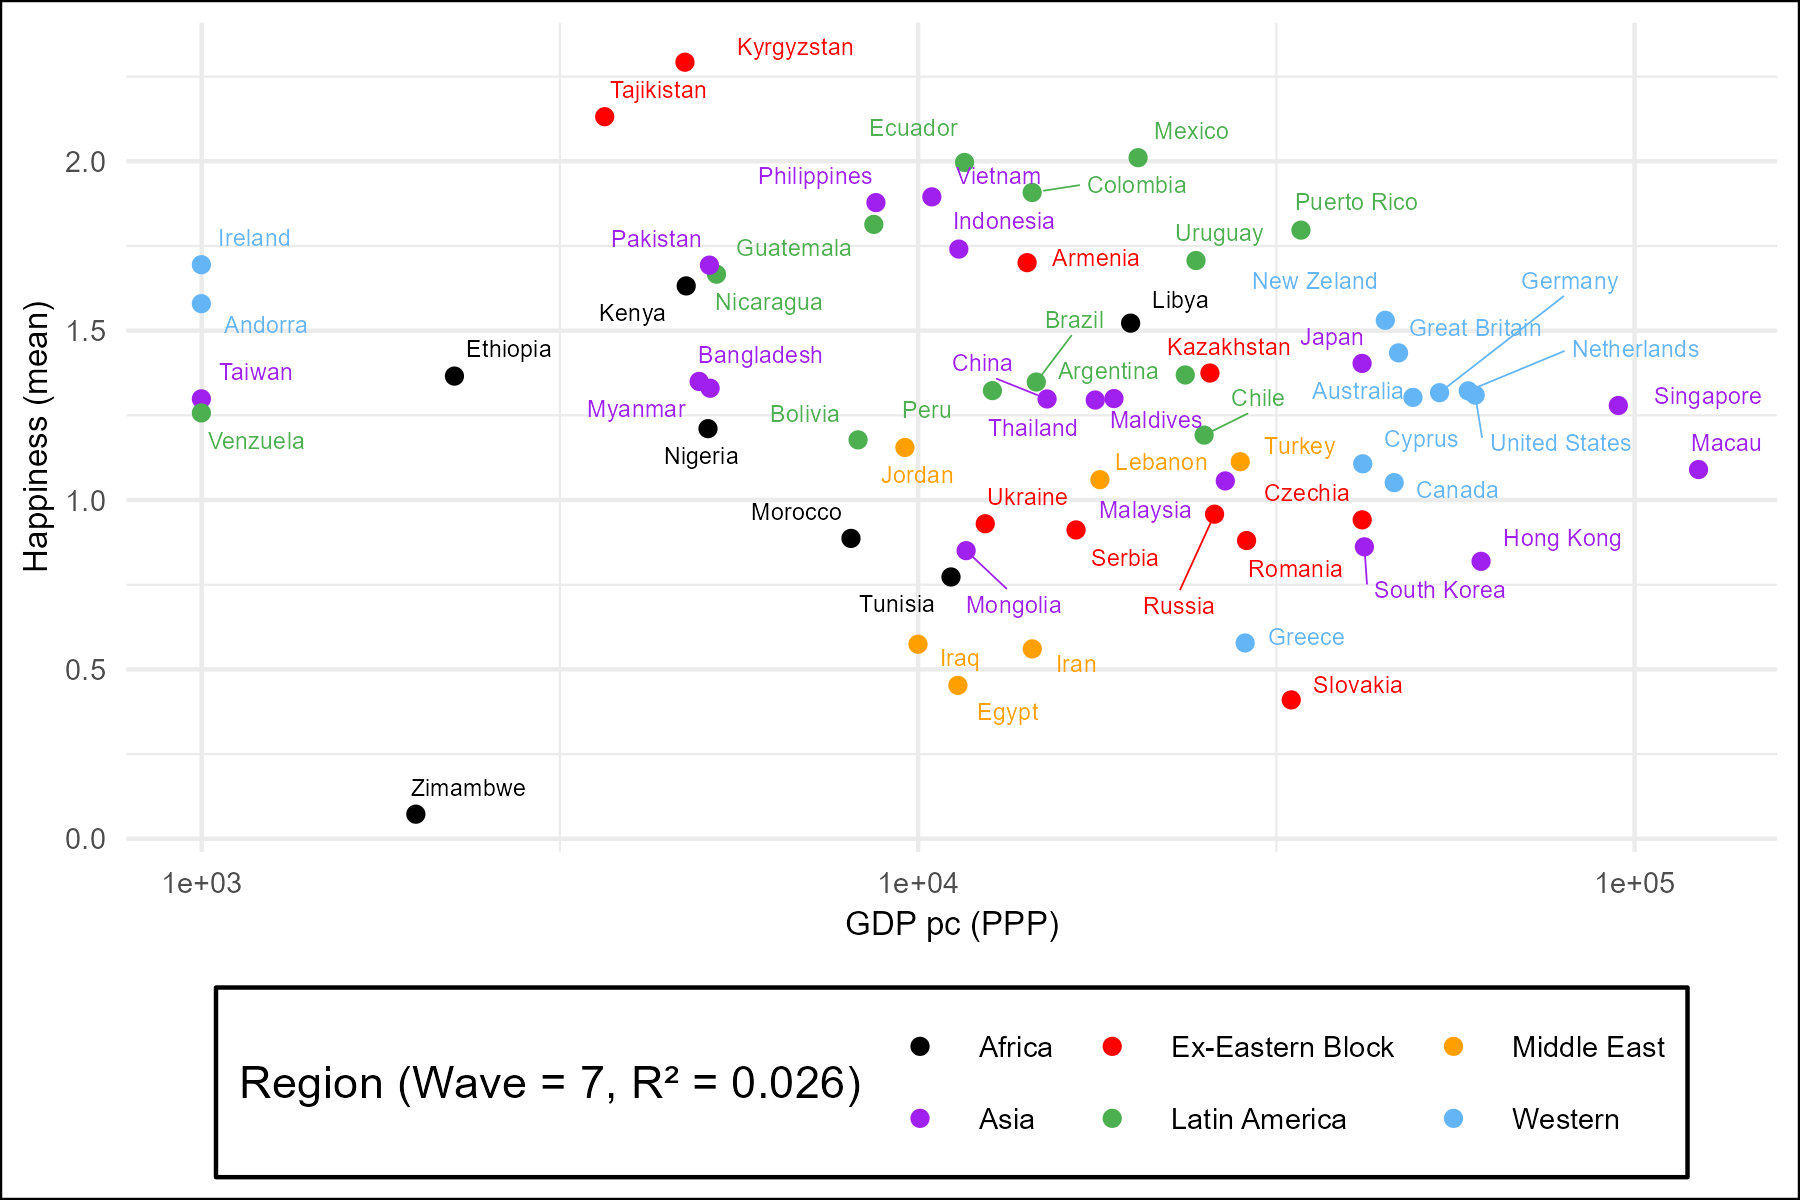 Kyrgyzstan
Tajikistan
Ecuador
Mexico
2.0
Philippines
Vietnam
Colombia
Puerto Rico
Indonesia
Ireland
Pakistan
Guatemala
Uruguay
Armenia
New Zeland
Germany
Nicaragua
Libya
Kenya
Andorra
Brazil
1.5
Great Britain
Japan
Ethiopia
Bangladesh
Kazakhstan
Netherlands
China
Taiwan
Argentina
Australia
Singapore
Chile
Myanmar
Bolivia
Peru
Maldives
Thailand
Venzuela
Cyprus
United States
Macau
Turkey
Nigeria
Lebanon
Jordan
Canada
Happiness (mean)
1.0
Ukraine
Czechia
Morocco
Malaysia
Hong Kong
Serbia
Romania
South Korea
Tunisia
Mongolia
Russia
Greece
Iraq
Iran
0.5
Slovakia
Egypt
Zimambwe
0.0
1e+03 1e+04 1e+05
GDP pc (PPP)
Region (Wave = 7, R² = 0.026)
Africa Ex-Eastern Block Middle East
Asia Latin America Western